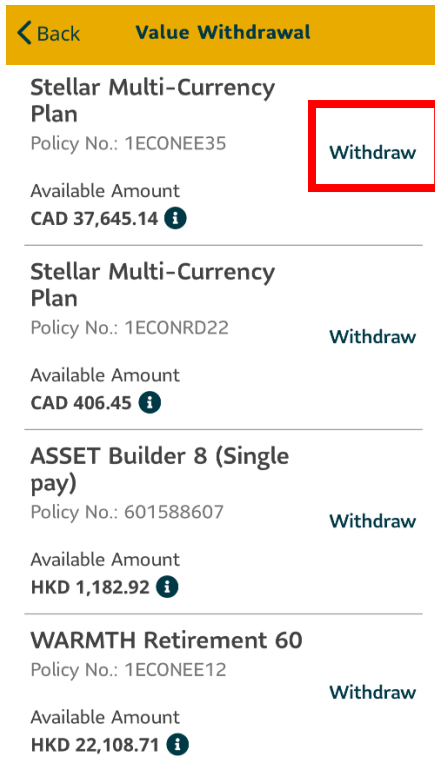 Back
Value Withdrawal
Stellar Multi-Currency
Plan
Policy No.: 1ECONEE35
Withdraw
Available Amount
CAD 37,645.14
Stellar Multi-Currency
Plan
Policy No.: 1ECONRD22
Withdraw
Available Amount
CAD 406.45
ASSET Builder 8 (Single
pay)
Policy No.: 601588607
Withdraw
Available Amount
HKD 1,182.92
WARMTH Retirement 60
Policy No.: 1ECONEE12
Withdraw
Available Amount
HKD 22,108.71